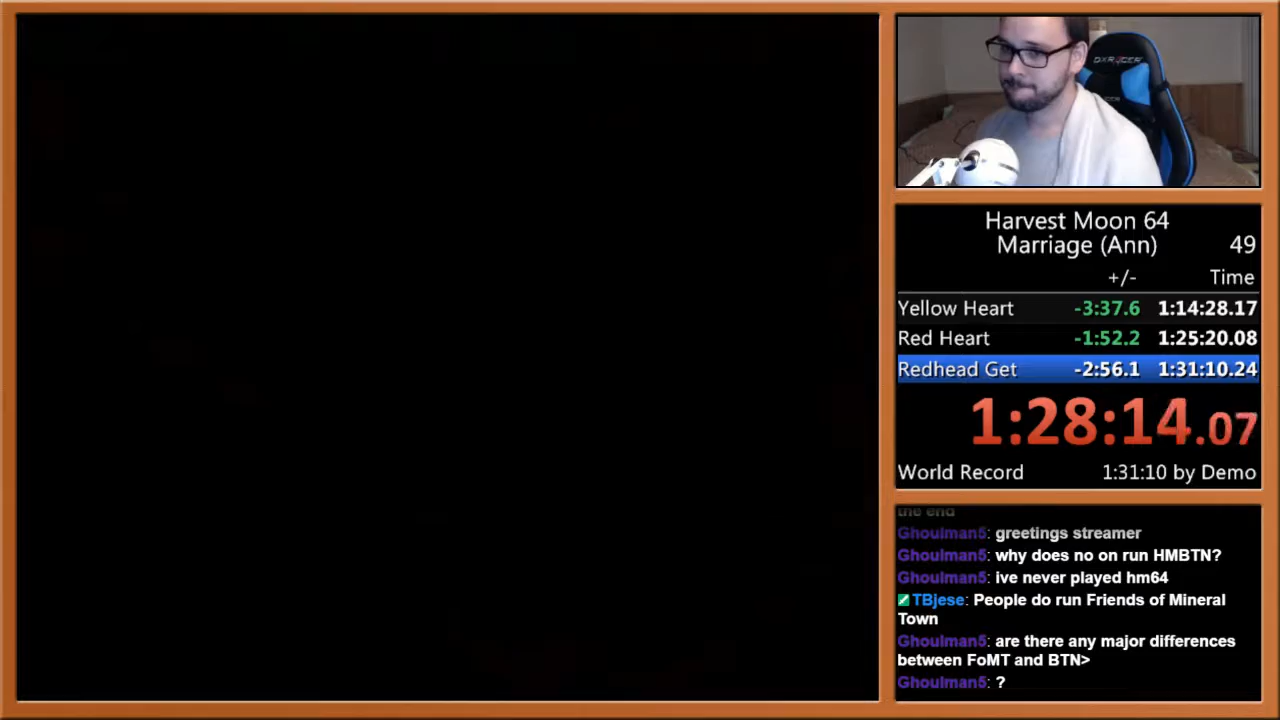 DXRACER
Harvest Moon 64
Marriage (Ann) 49
+/- Time
Yellow Heart -3:37.6 1:14:28.17
Red Heart -1:52.2 1:25:20.08
Redhead Get -2:56.1 1:31:10.24
1:28:14.07
World Record 1:31:10 by Demo
the end
Ghoulman5: greetings streamer
Ghoulman5: why does no on run HMBTN?
Ghoulman5: ive never played hm64
TBjese: People do run Friends of Mineral
Town
Ghoulman5: are there any major differences
between FoMT and BTN>
Ghoulman5: ?